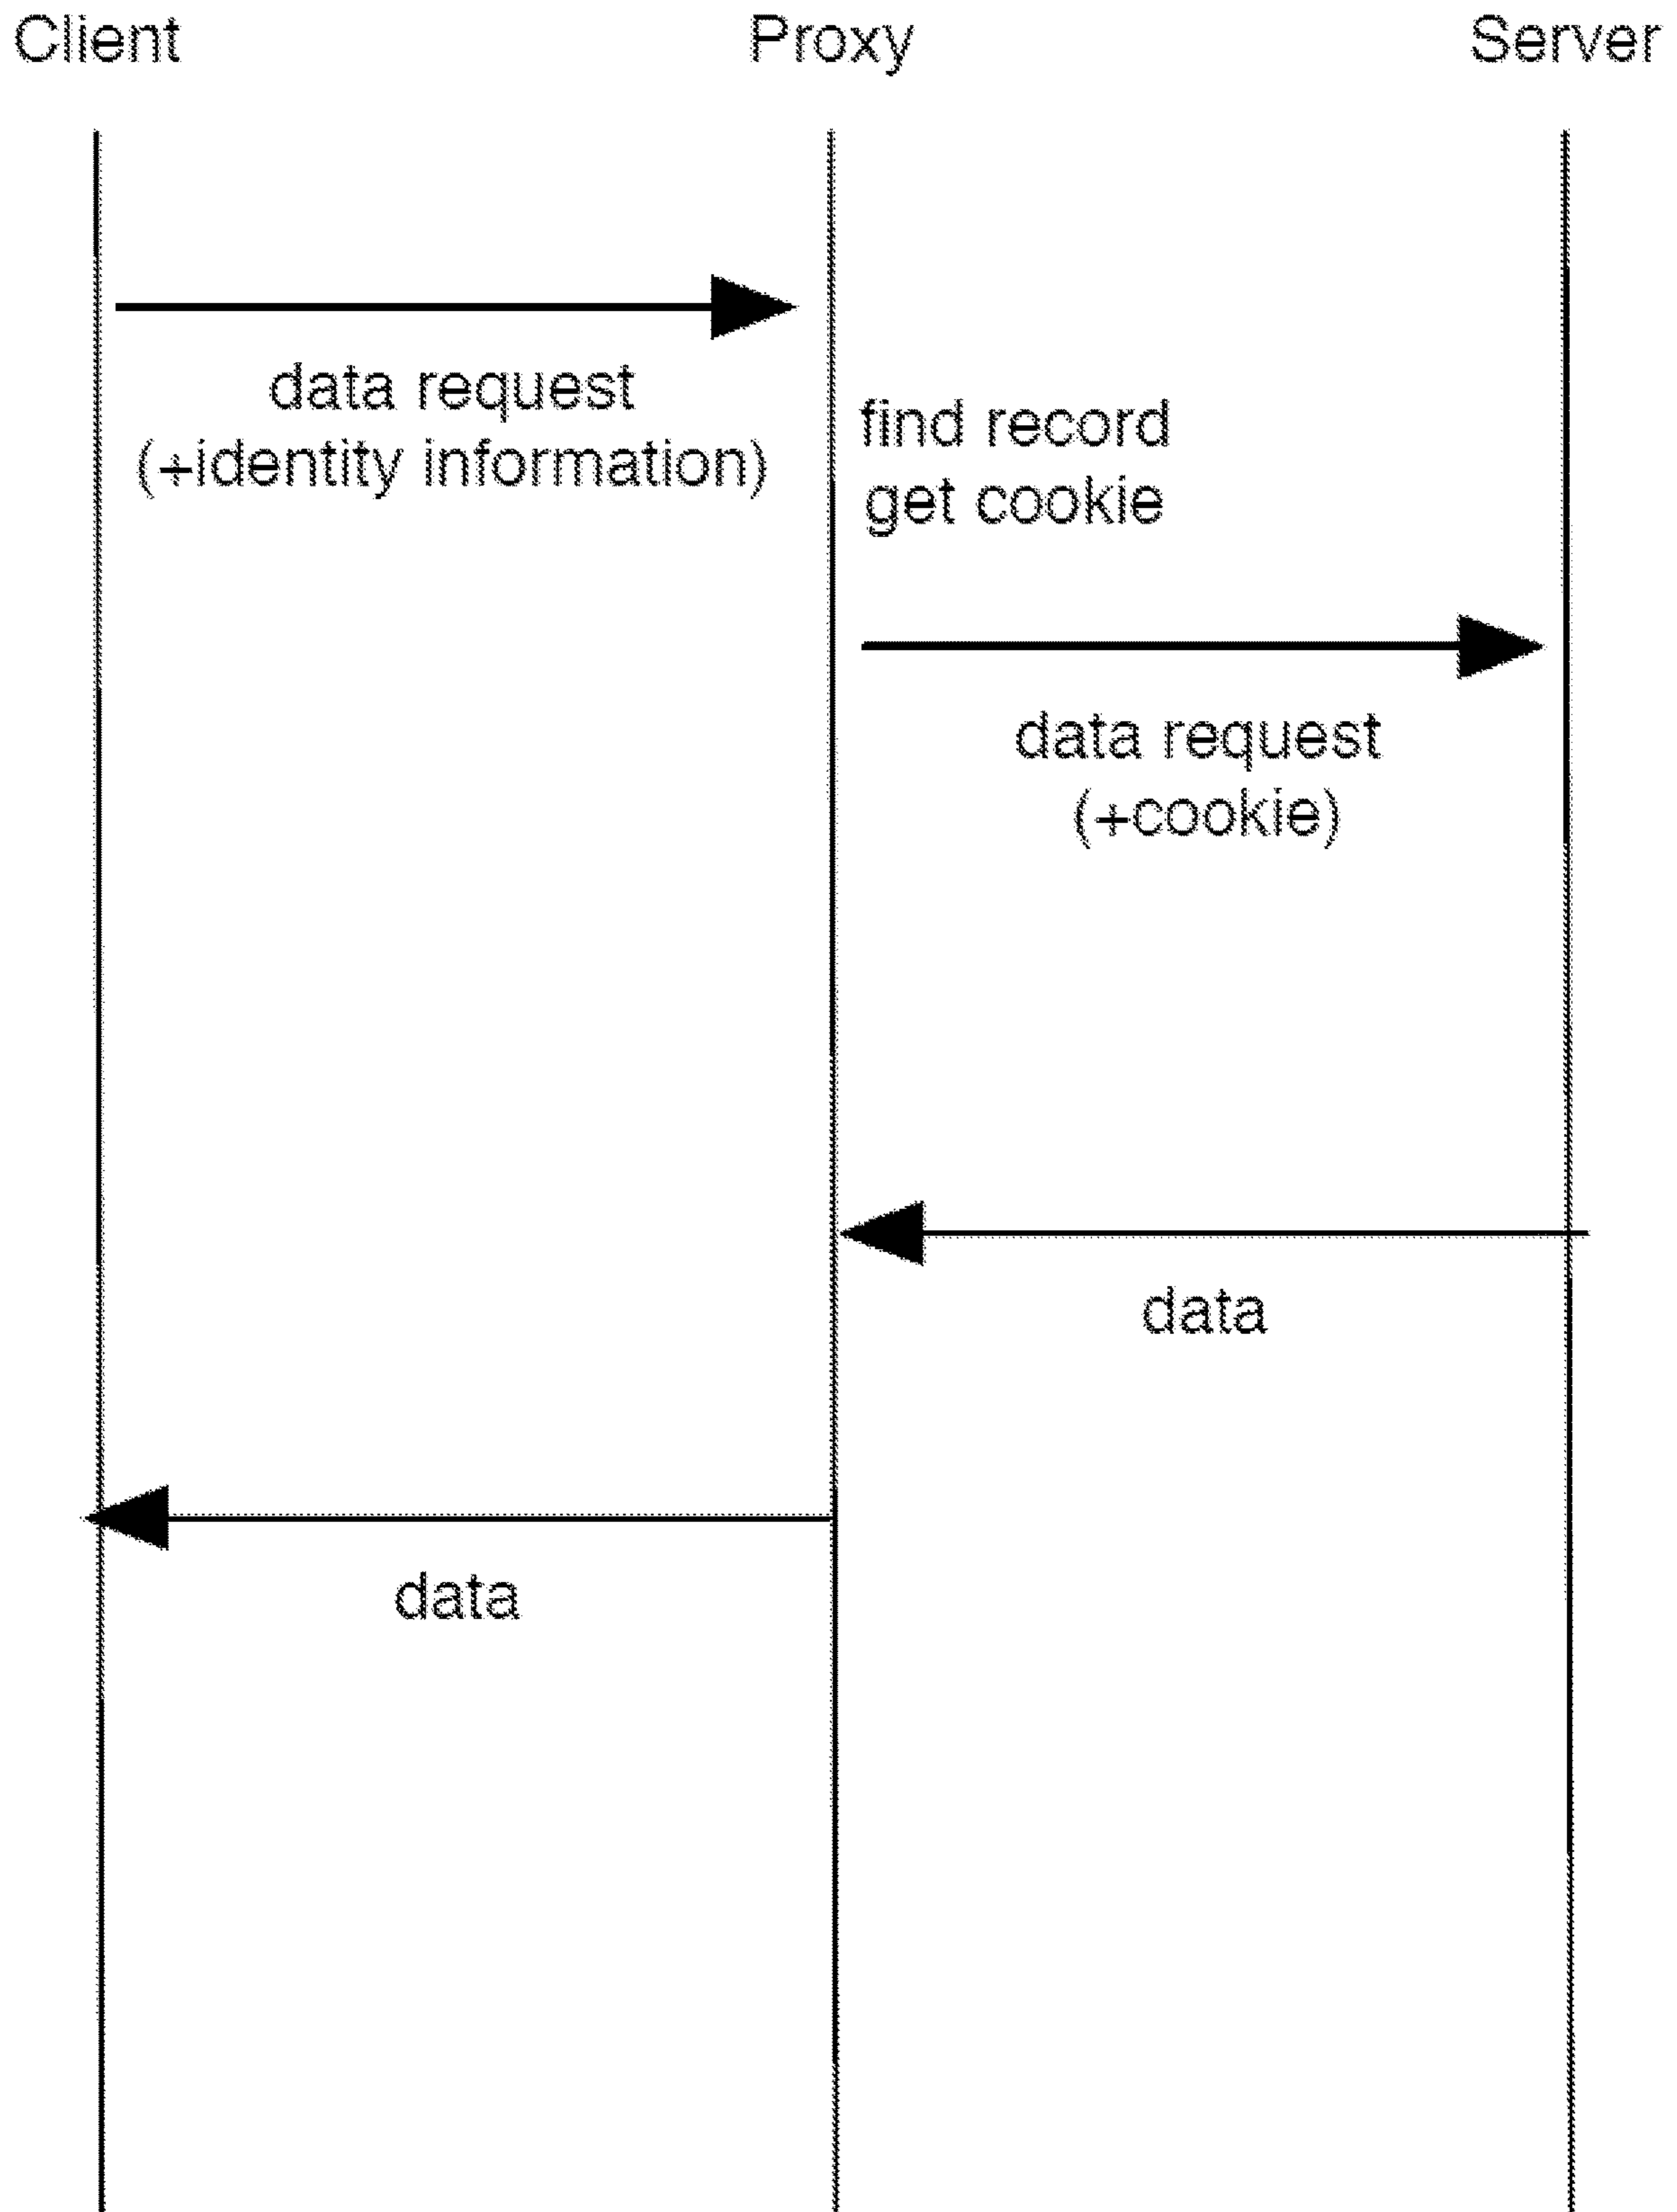 Client
Proxy
Server
data request
(+identity information)
find record
get cookie
data request
(+cookie)
data
data